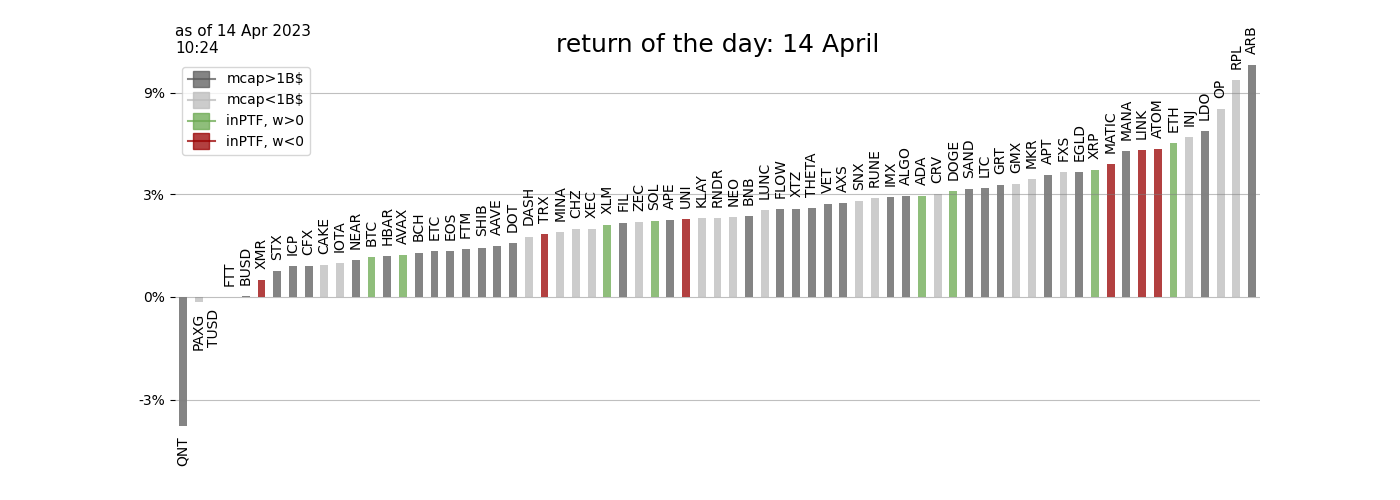 as of 14 Apr 2023
10:24
return of the day: 14 April
mcap>1B$
mcap<1B$
inPTF, w>0
inPTF, w<0
9%
3%
0%
-3%
QNT
PAXG
TUSD
FTT
BUSD
XMR
STX
ICP
CFX
CAKE
IOTA
NEAR
BTC
HBAR
AVAX
BCH
ETC
EOS
FTM
SHIB
AAVE
DOT
DASH
TRX
MINA
CHZ
XEC
XLM
FIL
ZEC
SOL
APE
UNI
KLAY
RNDR
NEO
BNB
LUNC
FLOW
XTZ
THETA
VET
AXS
SNX
RUNE
IMX
ALGO
ADA
CRV
DOGE
SAND
LTC
GRT
GMX
MKR
APT
FXS
EGLD
XRP
MATIC
MANA
LINK
ATOM
ETH
INJ
LDO
OP
RPL
ARB